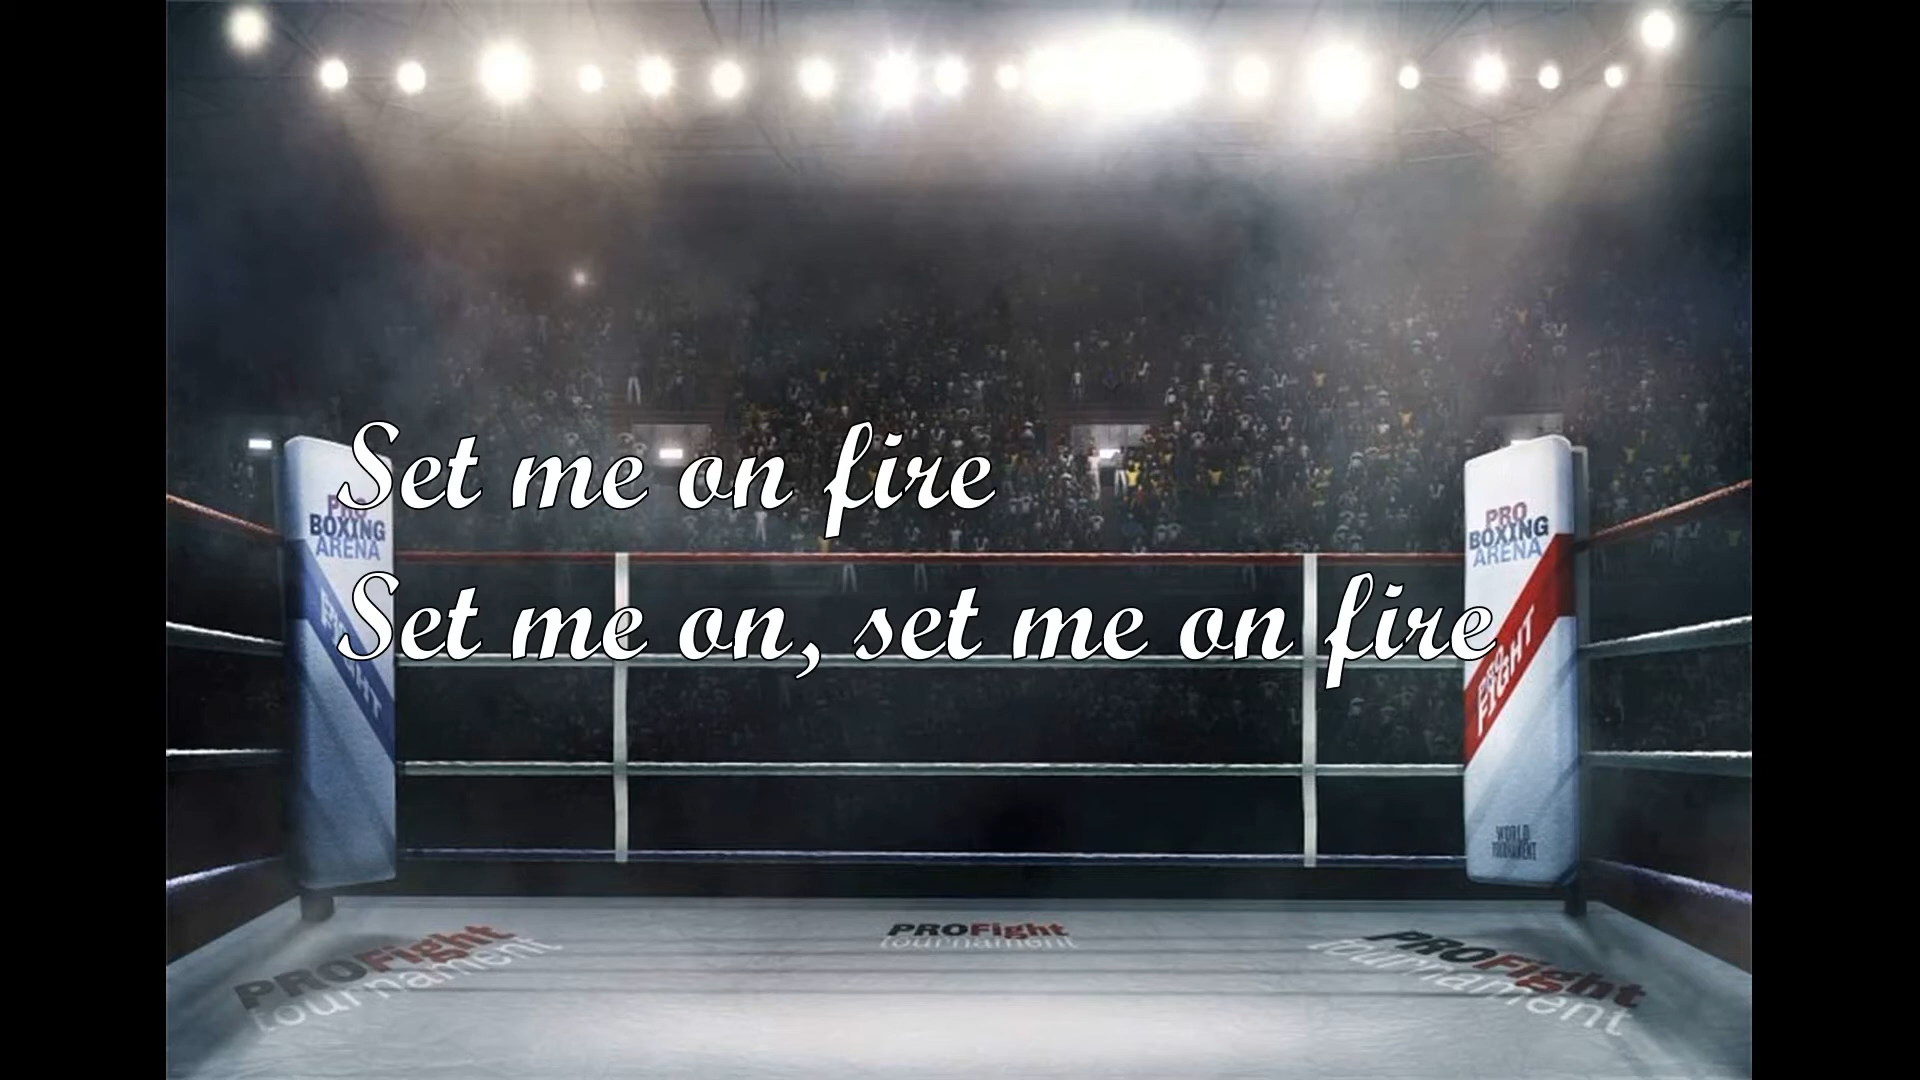 Set me on fire
Set me on, set me on fire
PRO
BOXING
ARENA
FIGHT
PRO
BOXING
ARENA
PRO
FIGHT
WORLD
TOURNAMENT
PROFight
tournament
PROFight
tournament
PROFight
tournament